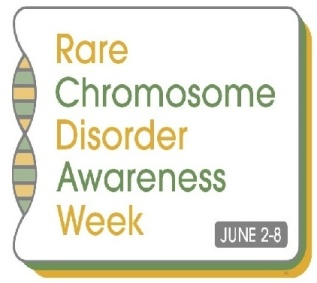 Rare
Chromosome
Disorder
Awareness
Week
JUNE 2-8